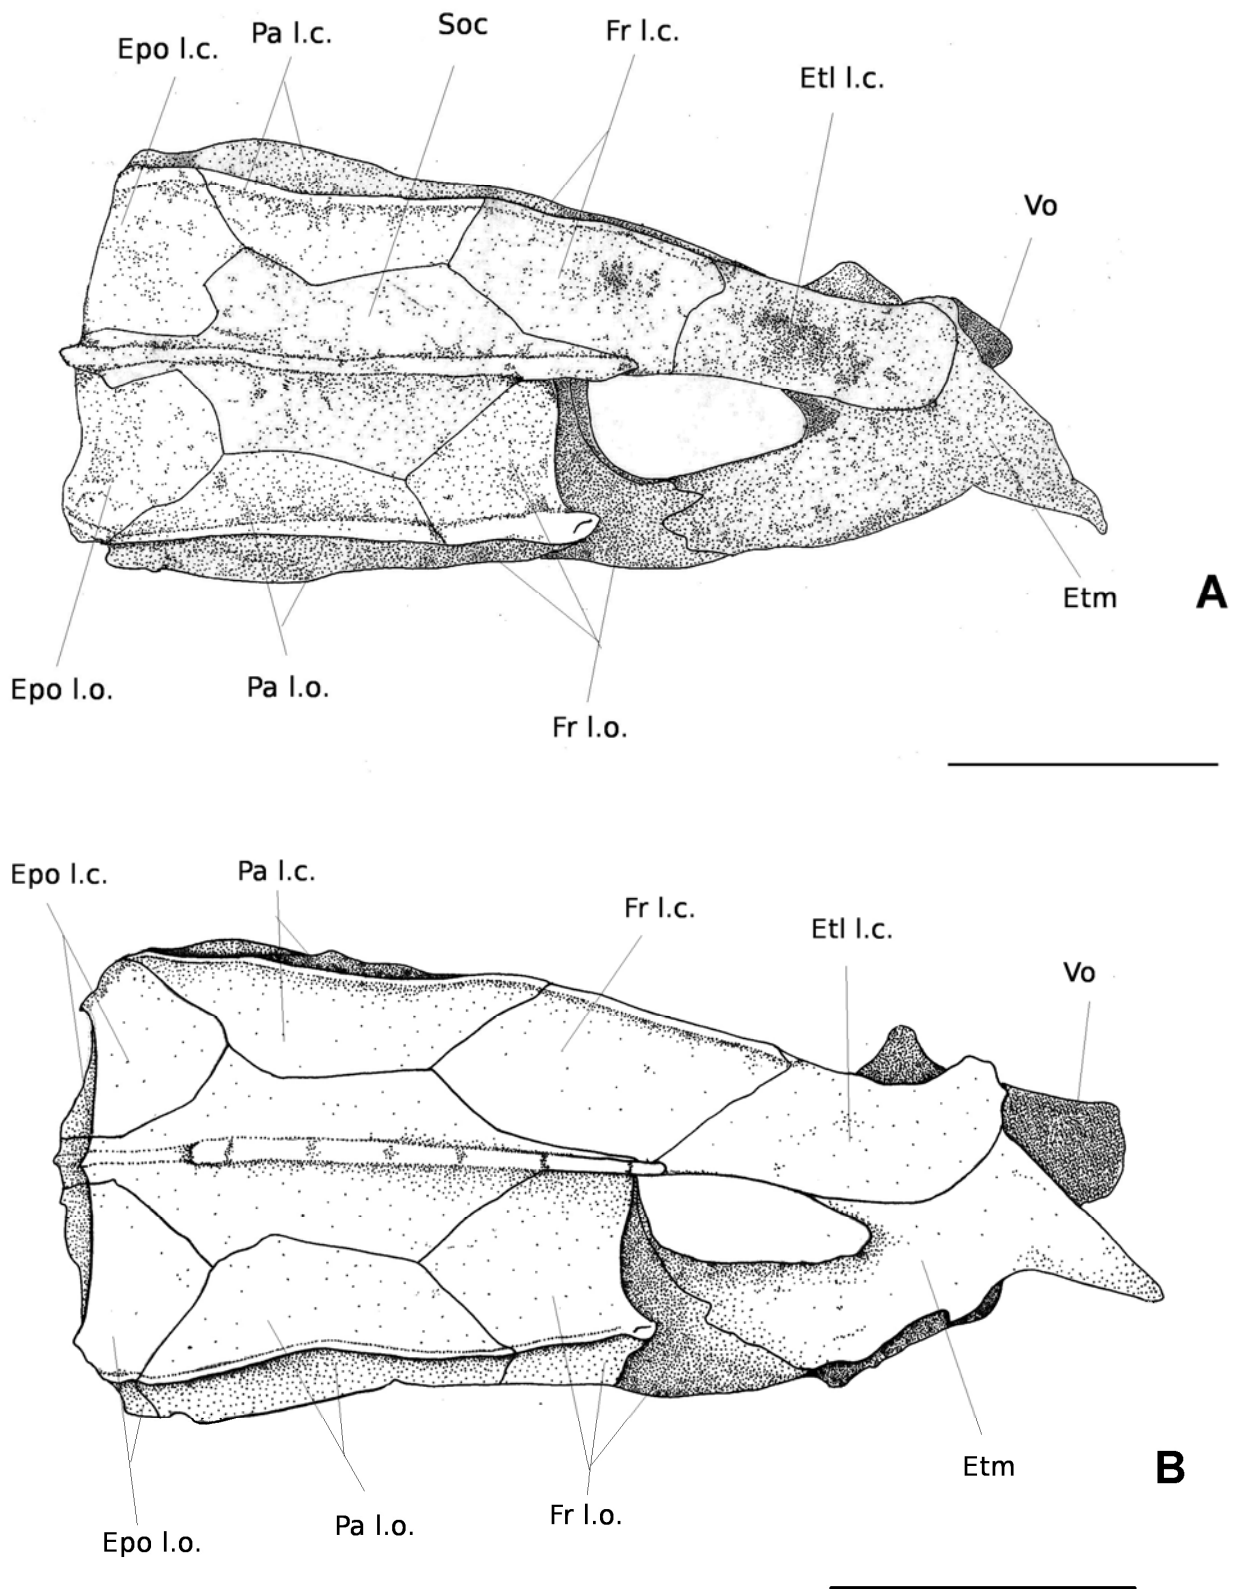 Epo l.c.
Pa l.c.
Soc
Fr l.c.
Etl l.c.
Vo
Etm
A
Epo l.o.
Pa l.o.
Fr l.o.
Epo l.c.
Pa l.c.
Fr l.c.
Etl l.c.
Vo
Etm
B
Epo l.o.
Pa l.o.
Fr l.o.